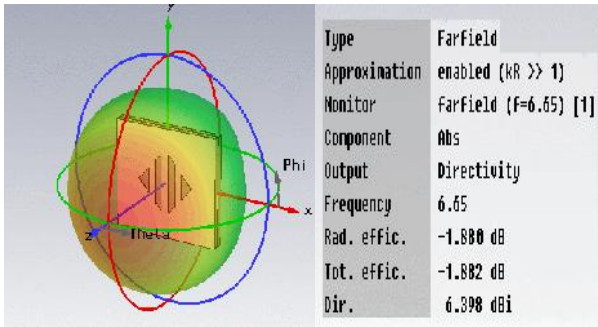 y
Phi
x
z
Theta
Type Farfield
Approximation enabled (kR >> 1)
Monitor Farfield (f=6.65) [1]
Component Abs
Output Directivity
Frequency 6.65
Rad. effic. -1.880 dB
Tot. effic. -1.882 dB
Dir. 6.398 dBi